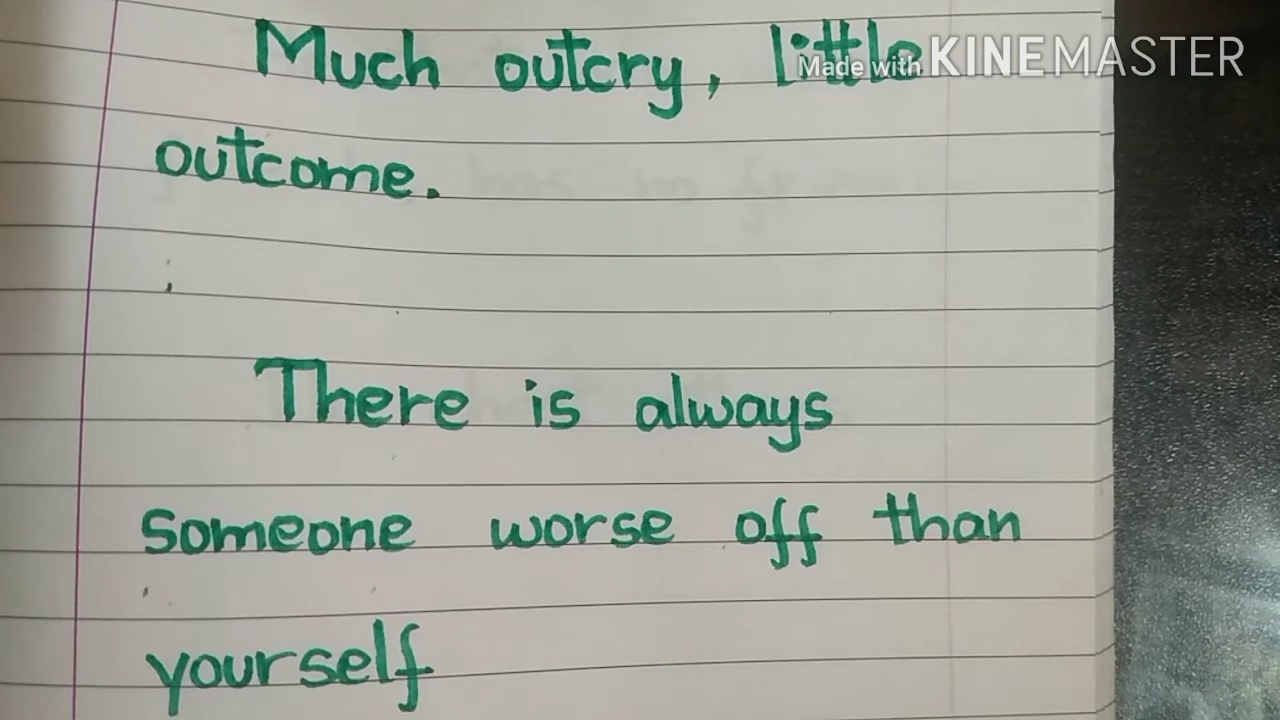 Much outcry, little
Made with KINEMASTER
outcome.
There is always
someone worse off than
yourself